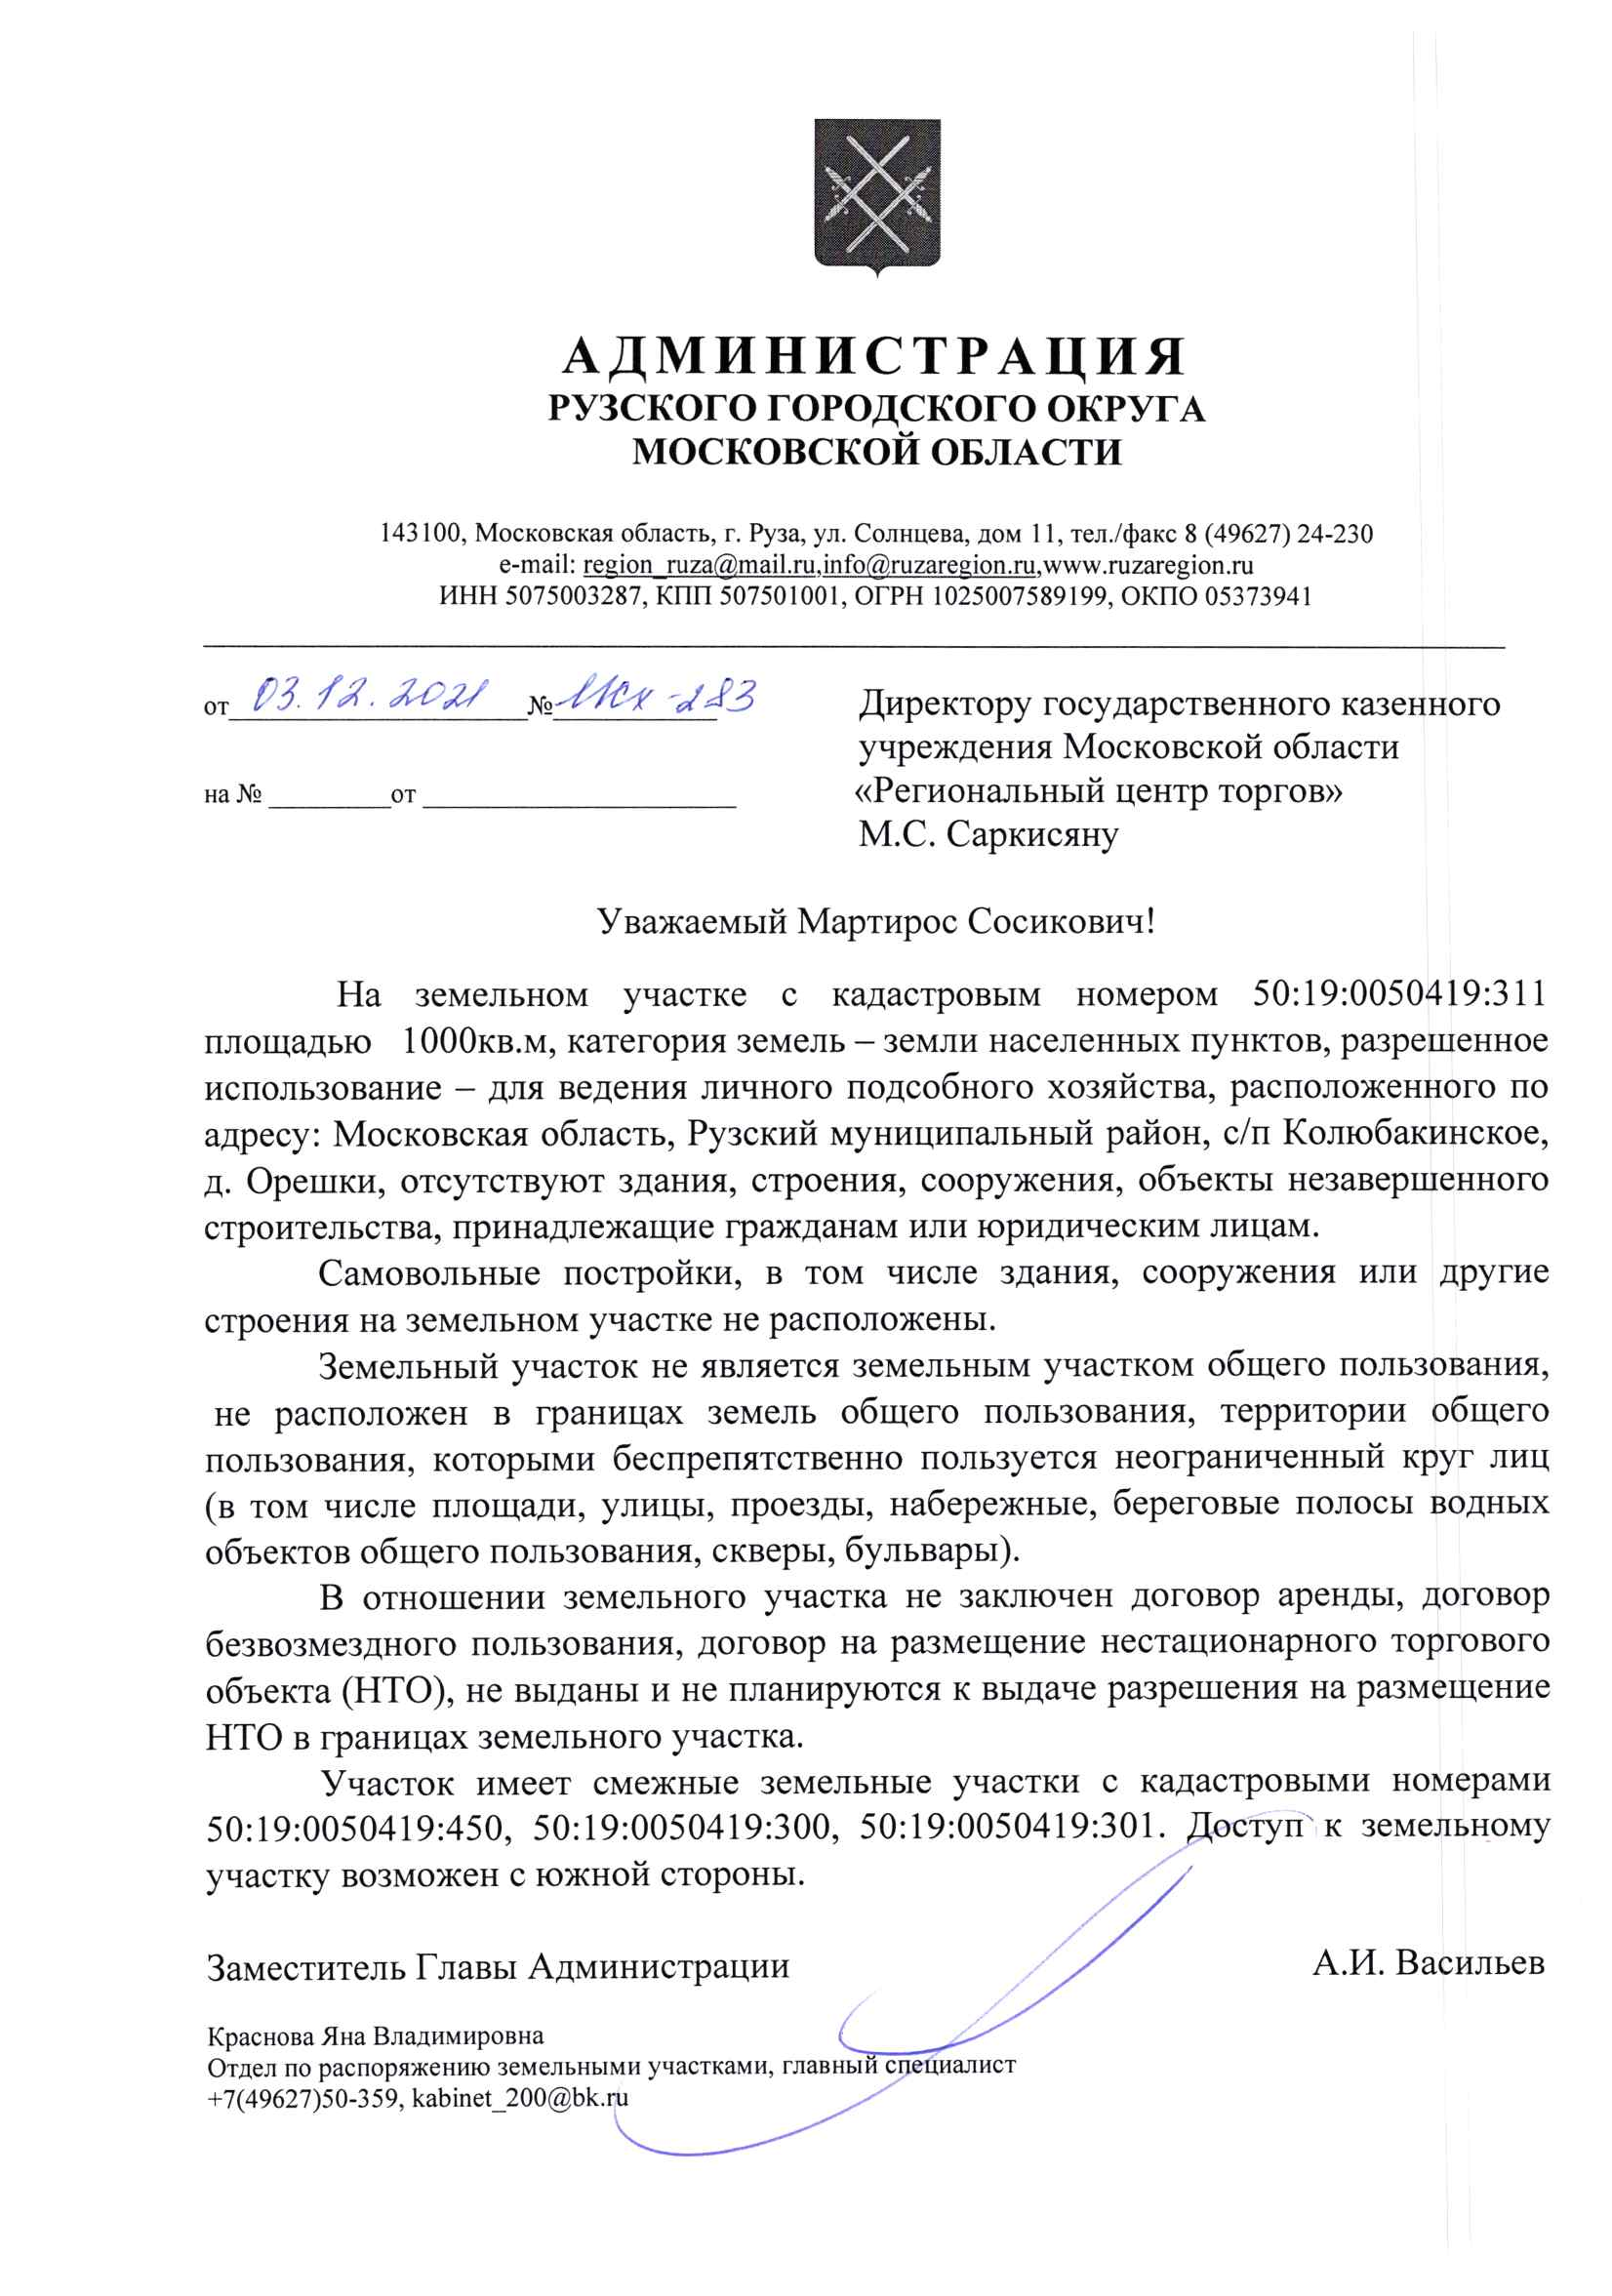 АДМИНИСТРАЦИЯ
РУЗСКОГО ГОРОДСКОГО ОКРУГА
МОСКОВСКОЙ ОБЛАСТИ
143100, Московская область, г. Руза, ул. Солнцева, дом 11, тел./факс 8 (49627) 24-230
e-mail: region_ruza@mail.ru,info@ruzaregion.ru,www.ruzaregion.ru
ИНН 5075003287, КПП 507501001, ОГРН 1025007589199, ОКПО 05373941
от 03.12.2021 № Исх-283
на № _________от _______________________
Директору государственного казенного
учреждения Московской области
«Региональный центр торгов»
М.С. Саркисяну
Уважаемый Мартирос Сосикович!
На земельном участке с кадастровым номером 50:19:0050419:311
площадью 1000кв.м, категория земель – земли населенных пунктов, разрешенное
использование – для ведения личного подсобного хозяйства, расположенного по
адресу: Московская область, Рузский муниципальный район, с/п Колюбакинское,
д. Орешки, отсутствуют здания, строения, сооружения, объекты незавершенного
строительства, принадлежащие гражданам или юридическим лицам.
Самовольные постройки, в том числе здания, сооружения или другие
строения на земельном участке не расположены.
Земельный участок не является земельным участком общего пользования,
не расположен в границах земель общего пользования, территории общего
пользования, которыми беспрепятственно пользуется неограниченный круг лиц
(в том числе площади, улицы, проезды, набережные, береговые полосы водных
объектов общего пользования, скверы, бульвары).
В отношении земельного участка не заключен договор аренды, договор
безвозмездного пользования, договор на размещение нестационарного торгового
объекта (НТО), не выданы и не планируются к выдаче разрешения на размещение
НТО в границах земельного участка.
Участок имеет смежные земельные участки с кадастровыми номерами
50:19:0050419:450, 50:19:0050419:300, 50:19:0050419:301. Доступ к земельному
участку возможен с южной стороны.
Заместитель Главы Администрации А.И. Васильев
Краснова Яна Владимировна
Отдел по распоряжению земельными участками, главный специалист
+7(49627)50-359, kabinet_200@bk.ru